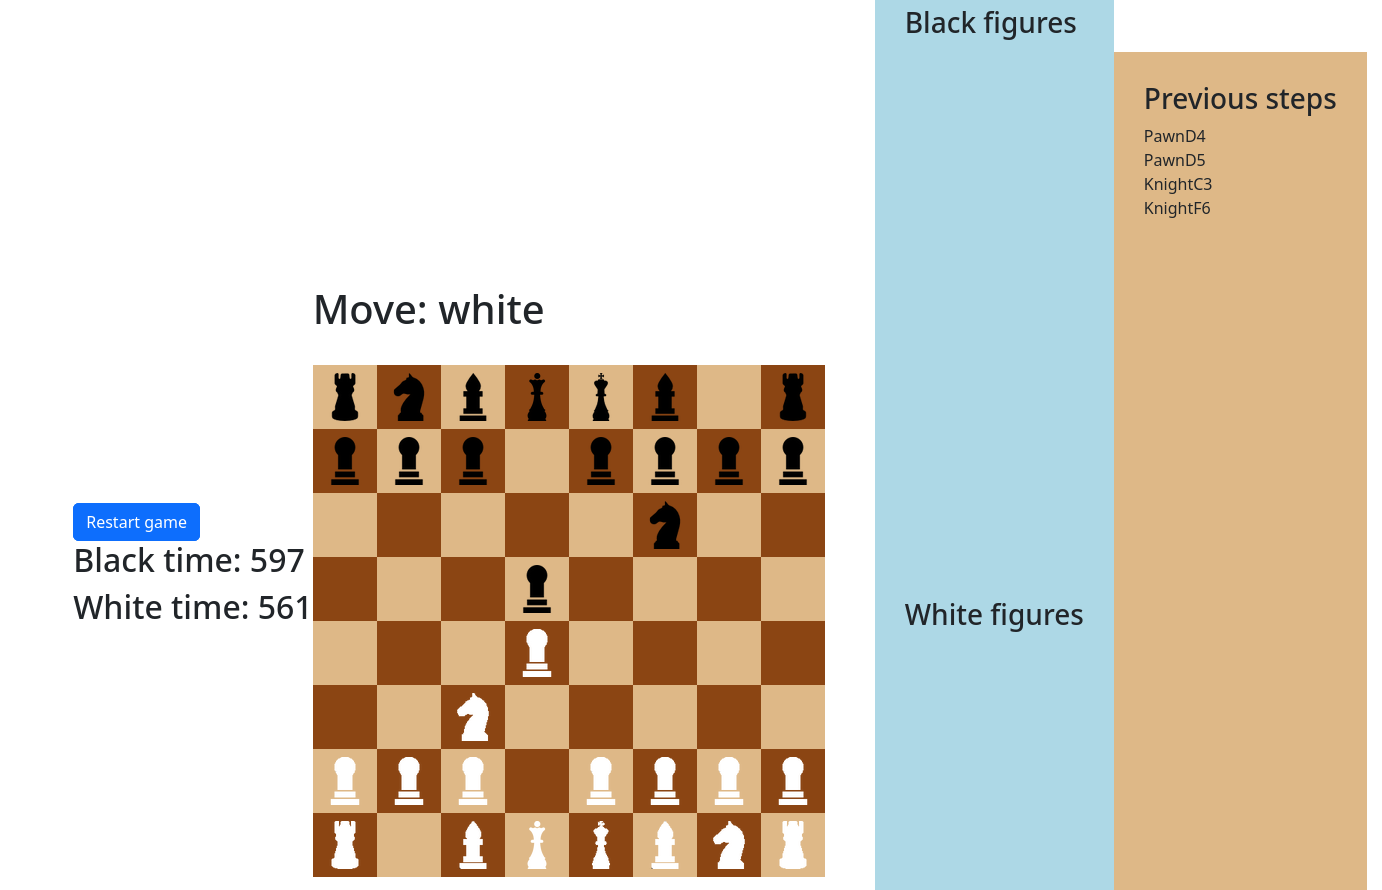 Black figures
Previous steps
PawnD4
PawnD5
KnightC3
KnightF6
Move: white
Restart game
Black time: 597
White time: 561
White figures